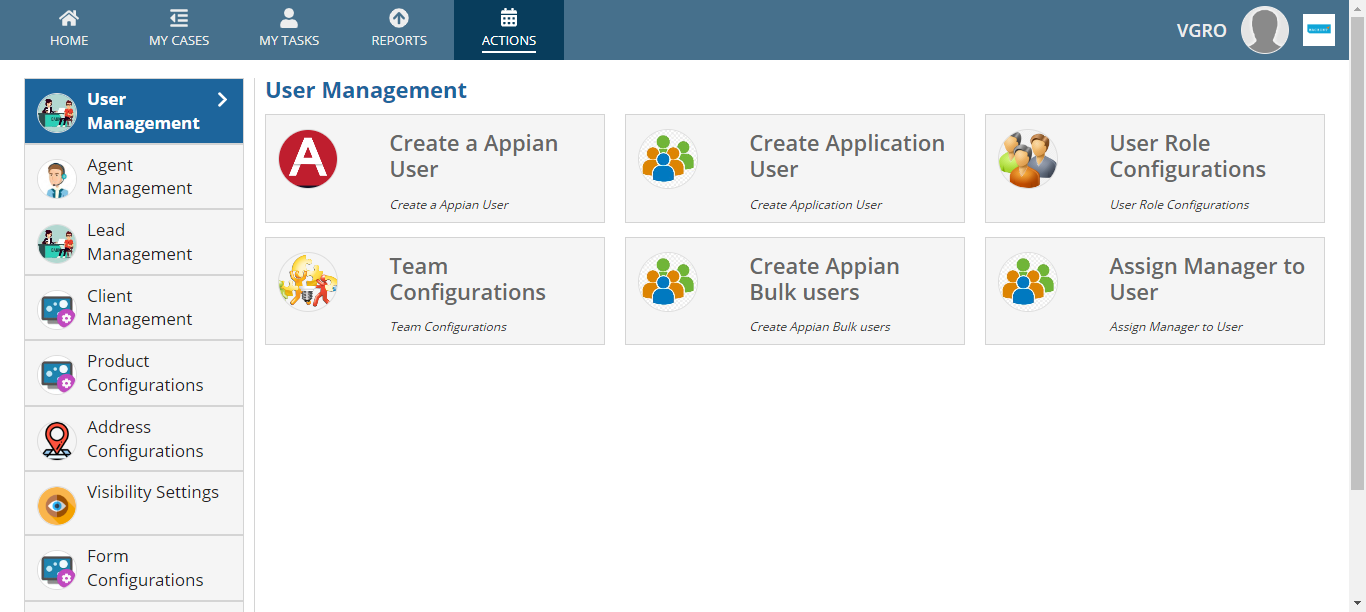 HOME
MY CASES
MY TASKS
REPORTS
ACTIONS
VGRO
User
Management
Agent
Management
Lead
Management
Client
Management
Product
Configurations
Address
Configurations
Visibility Settings
Form
Configurations
User Management
Create a Appian
User
Create a Appian User
Create Application
User
Create Application User
User Role
Configurations
User Role Configurations
Team
Configurations
Team Configurations
Create Appian
Bulk users
Create Appian Bulk users
Assign Manager to
User
Assign Manager to User